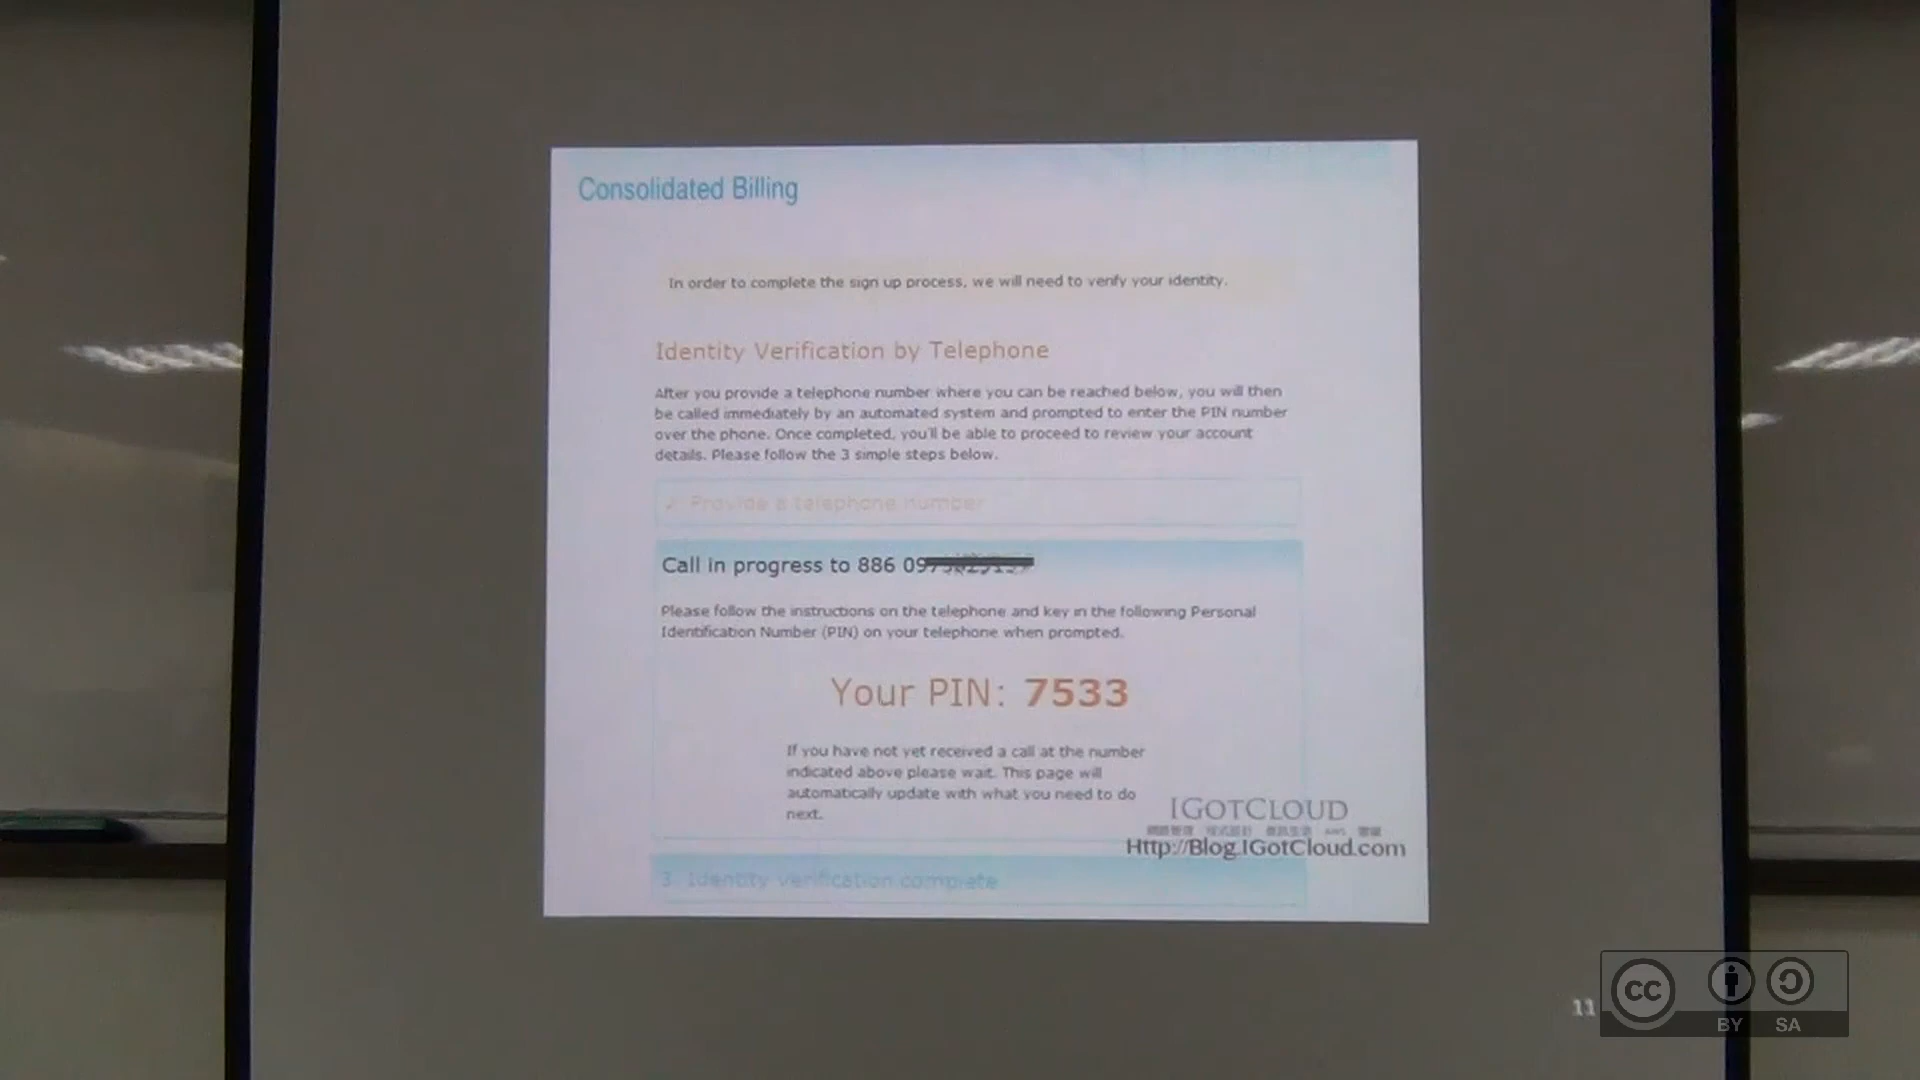 Consolidated Billing
In order to complete the sign up process, we will need to verify your identity.
Identity Verification by Telephone
After you provide a telephone number where you can be reached below, you will then
be called immediately by an automated system and prompted to enter the PIN number
over the phone. Once completed, you'll be able to proceed to review your account
details. Please follow the 3 simple steps below.
Provide a telephone number
Call in progress to 886 09
Please follow the instructions on the telephone and key in the following Personal
Identification Number (PIN) on your telephone when prompted.
Your PIN: 7533
If you have not yet received a call at the number
indicated above please wait. This page will
automatically update with what you need to do
next.
IGOTCLOUD
Http://Blog.IGotCloud.com
3. Identity verification complete
11
CC BY SA